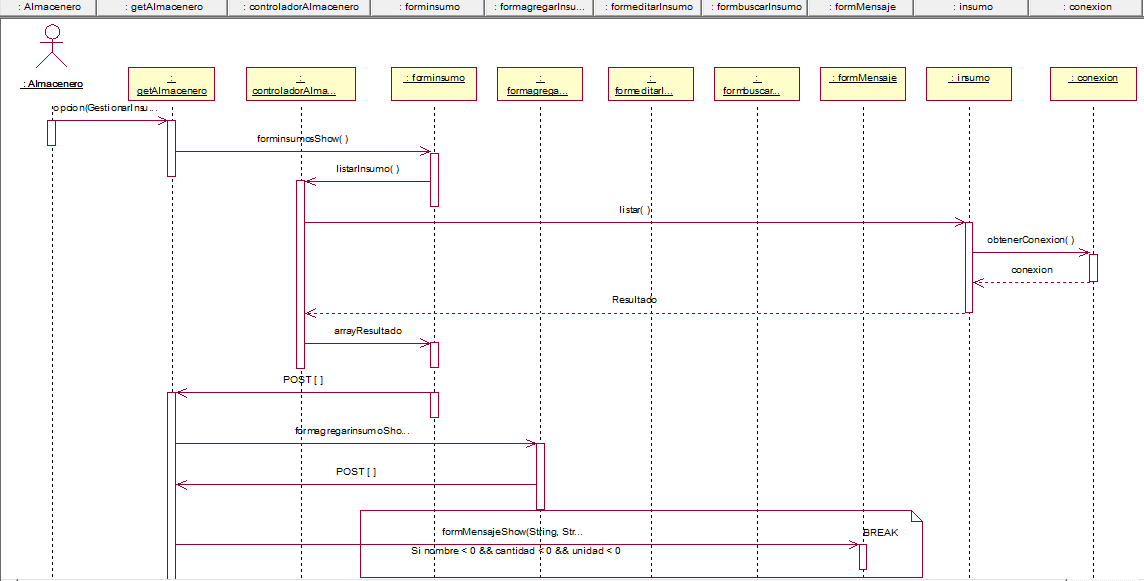 : Almacenero
: getAlmacenero
: controladorAlmacenero
: forminsumo
: formagregarInsu...
: formeditarInsumo
: formbuscarInsumo
: formMensaje
: insumo
: conexion
: Almacenero
:
getAlmacenero
:
controladorAlma...
: forminsumo
:
formagrega...
:
formeditarI...
:
formbuscar...
: formMensaje
: insumo
: conexion
opcion(GestionarInsu...
forminsumosShow( )
listarInsumo( )
listar( )
obtenerConexion( )
conexion
Resultado
arrayResultado
POST [ ]
formagregarinsumoSho...
POST [ ]
formMensajeShow(String, Str...
BREAK
Si nombre < 0 && cantidad < 0 && unidad < 0